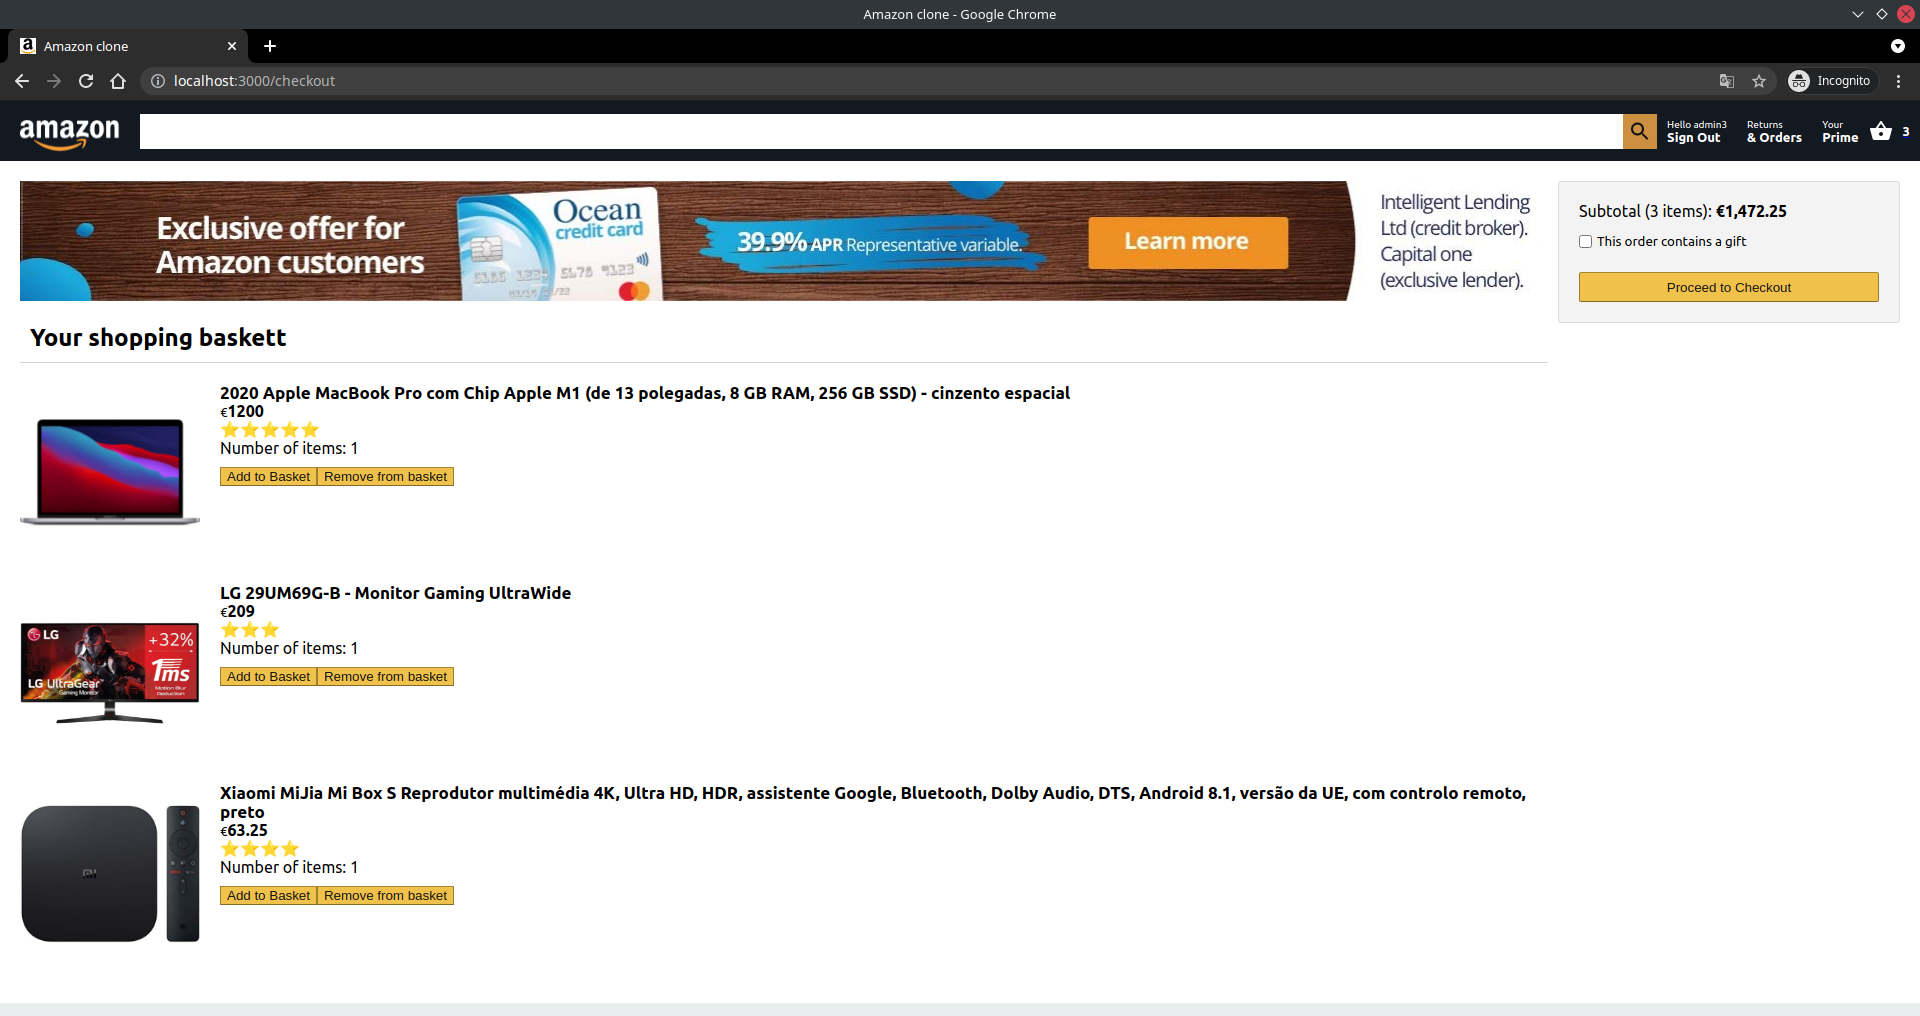 Amazon clone - Google Chrome
Amazon clone
localhost:3000/checkout
Incognito
amazon
Hello admin3
Sign Out
Returns
& Orders
Your
Prime
3
Exclusive offer for
Amazon customers
Ocean
credit card
39.9% APR Representative variable.
Learn more
Intelligent Lending
Ltd (credit broker).
Capital one
(exclusive lender).
Subtotal (3 items): €1,472.25
This order contains a gift
Proceed to Checkout
Your shopping baskett
2020 Apple MacBook Pro com Chip Apple M1 (de 13 polegadas, 8 GB RAM, 256 GB SSD) - cinzento espacial
€1200
Number of items: 1
Add to Basket Remove from basket
LG 29UM69G-B - Monitor Gaming UltraWide
€209
Number of items: 1
Add to Basket Remove from basket
LG
+32%
1ms
Motion Blur
Reduction
LG UltraGear
Gaming Monitor
Xiaomi MiJia Mi Box S Reprodutor multimédia 4K, Ultra HD, HDR, assistente Google, Bluetooth, Dolby Audio, DTS, Android 8.1, versão da UE, com controlo remoto,
preto
€63.25
Number of items: 1
Add to Basket Remove from basket
mi